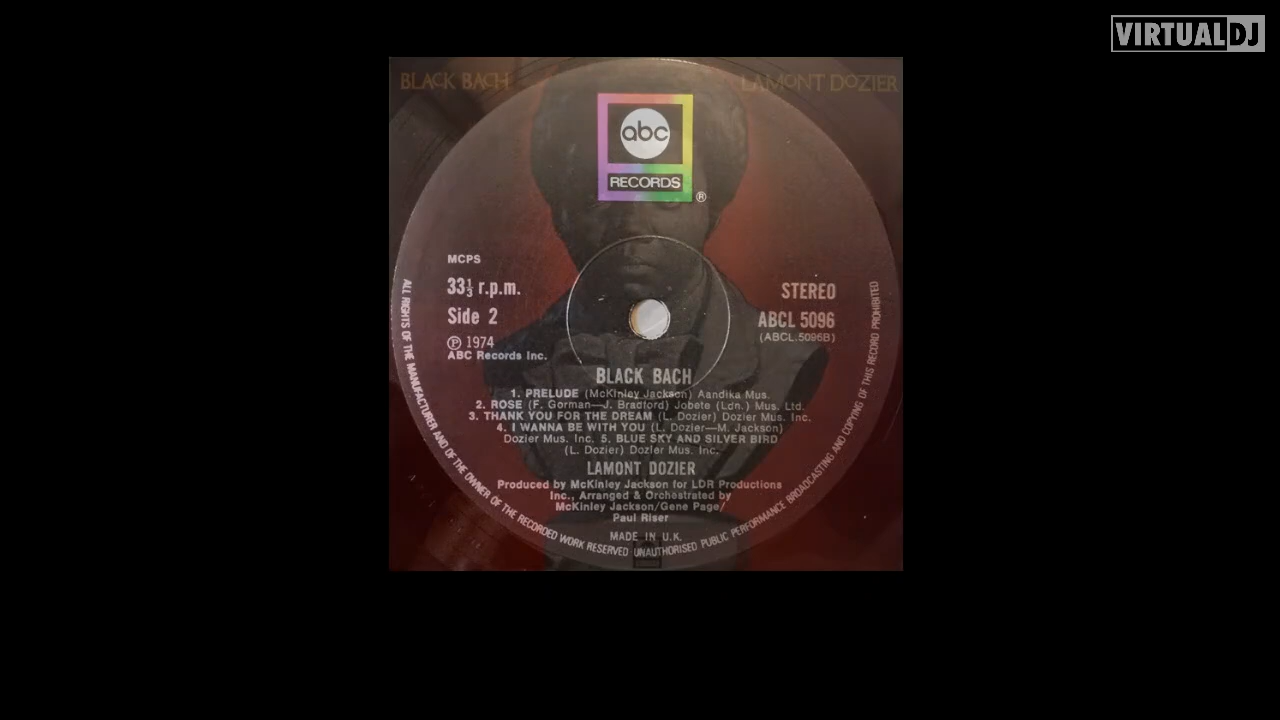 VIRTUALDJ
BLACK BACH
LAMONT DOZIER
abc
RECORDS
®
MCPS
33⅓ r.p.m.
Side 2
Ⓟ 1974
ABC Records Inc.
STEREO
ABCL 5096
(ABCL.5096B)
BLACK BACH
1. PRELUDE (McKinley Jackson) Aandika Mus.
2. ROSE (F. Gorman—J. Bradford) Jobete (Ldn.) Mus. Ltd.
3. THANK YOU FOR THE DREAM (L. Dozier) Dozier Mus. Inc.
4. I WANNA BE WITH YOU (L. Dozier—M. Jackson)
Dozier Mus. Inc. 5. BLUE SKY AND SILVER BIRD
(L. Dozier) Dozier Mus. Inc.
LAMONT DOZIER
Produced by McKinley Jackson for LDR Productions
Inc., Arranged & Orchestrated by
McKinley Jackson/Gene Page/
Paul Riser
MADE IN U.K.
ALL RIGHTS OF THE MANUFACTURER AND OF THE OWNER OF THE RECORDED WORK RESERVED UNAUTHORISED PUBLIC PERFORMANCE BROADCASTING AND COPYING OF THIS RECORD PROHIBITED